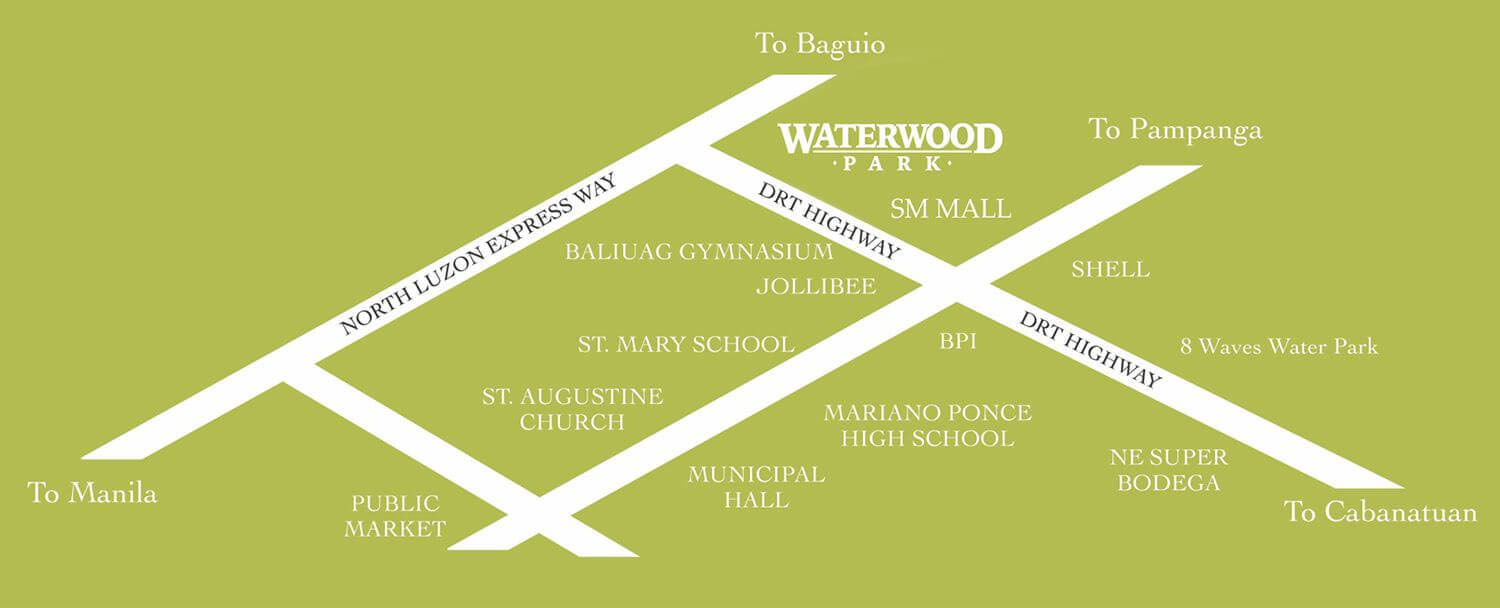 To Baguio
WATERWOOD
· PARK ·
To Pampanga
NORTH LUZON EXPRESS WAY
DRT HIGHWAY
SM MALL
BALIUAG GYMNASIUM
JOLLIBEE
SHELL
ST. MARY SCHOOL
BPI
DRT HIGHWAY
8 Waves Water Park
ST. AUGUSTINE
CHURCH
MARIANO PONCE
HIGH SCHOOL
MUNICIPAL
HALL
NE SUPER
BODEGA
To Manila
PUBLIC
MARKET
To Cabanatuan